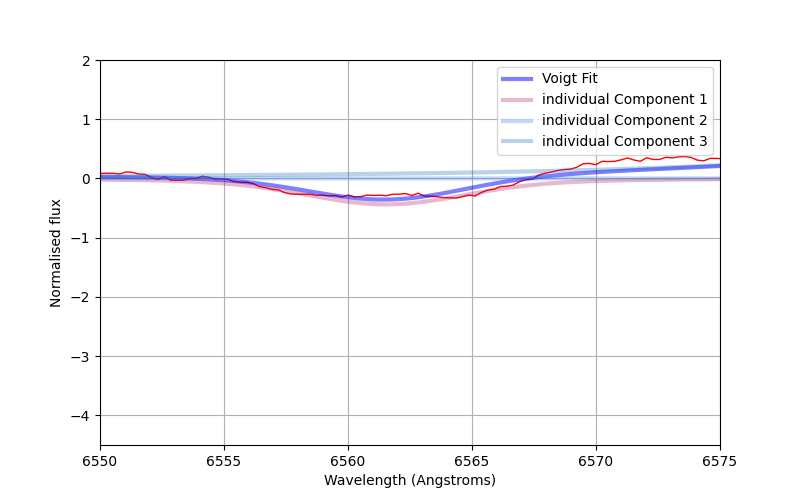 2
1
0
−1
−2
−3
−4
Normalised flux
6550 6555 6560 6565 6570 6575
Wavelength (Angstroms)
Voigt Fit
individual Component 1
individual Component 2
individual Component 3